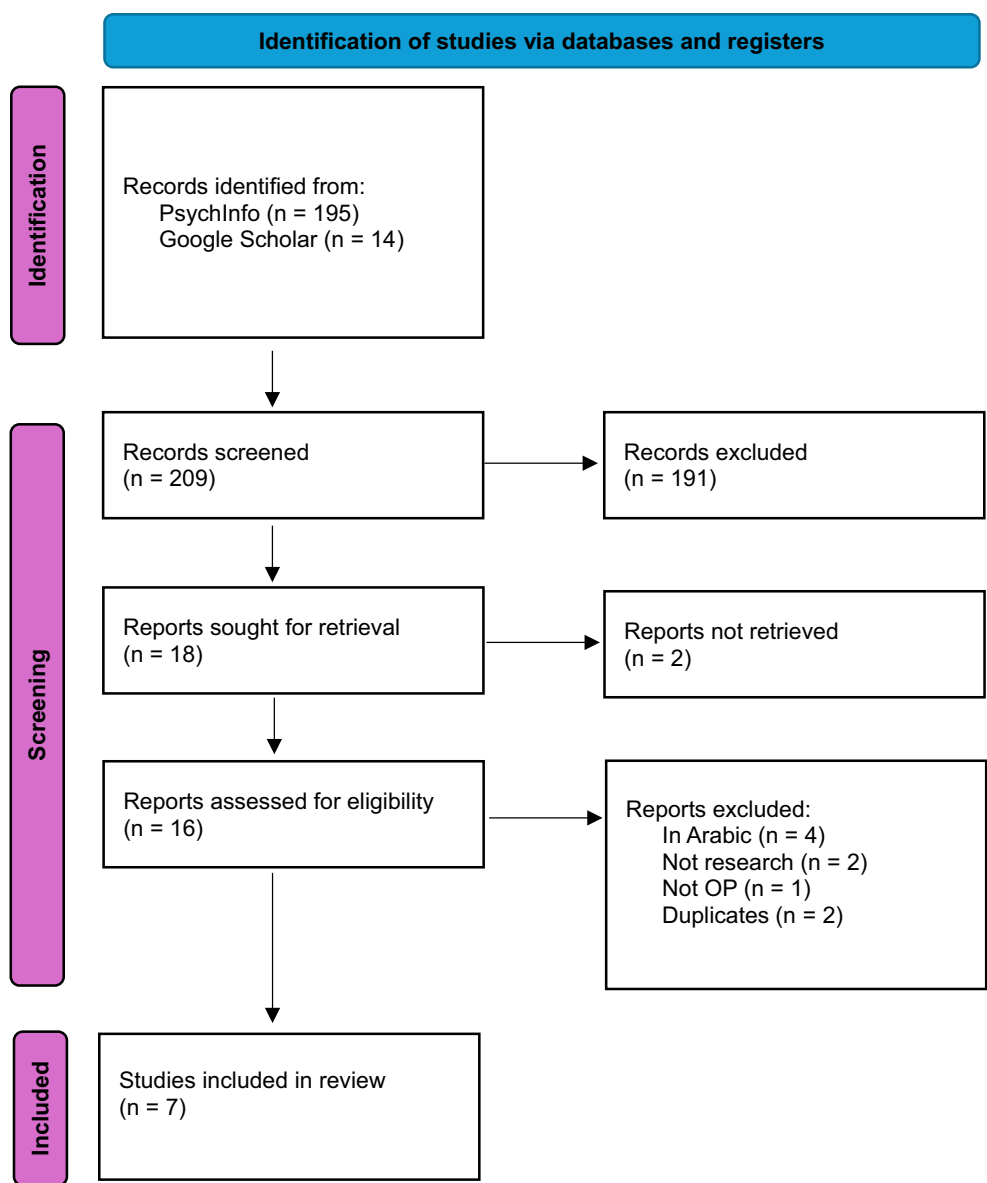 Identification of studies via databases and registers
Identification
Records identified from:
PsychInfo (n = 195)
Google Scholar (n = 14)
Screening
Records screened
(n = 209)
Records excluded
(n = 191)
Reports sought for retrieval
(n = 18)
Reports not retrieved
(n = 2)
Reports assessed for eligibility
(n = 16)
Reports excluded:
In Arabic (n = 4)
Not research (n = 2)
Not OP (n = 1)
Duplicates (n = 2)
Included
Studies included in review
(n = 7)